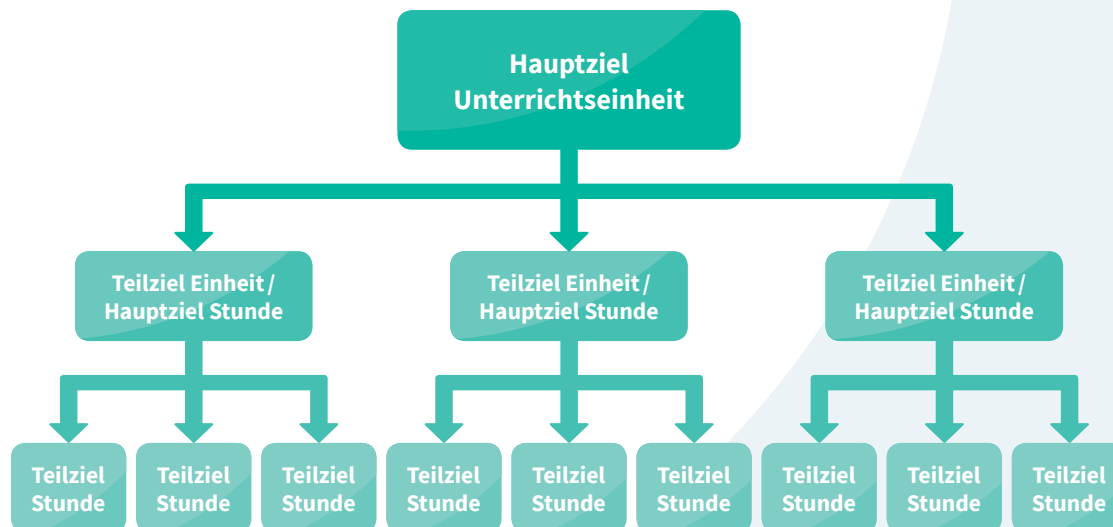 Hauptziel
Unterrichtseinheit
Teilziel Einheit /
Hauptziel Stunde
Teilziel Einheit /
Hauptziel Stunde
Teilziel Einheit /
Hauptziel Stunde
Teilziel
Stunde
Teilziel
Stunde
Teilziel
Stunde
Teilziel
Stunde
Teilziel
Stunde
Teilziel
Stunde
Teilziel
Stunde
Teilziel
Stunde
Teilziel
Stunde